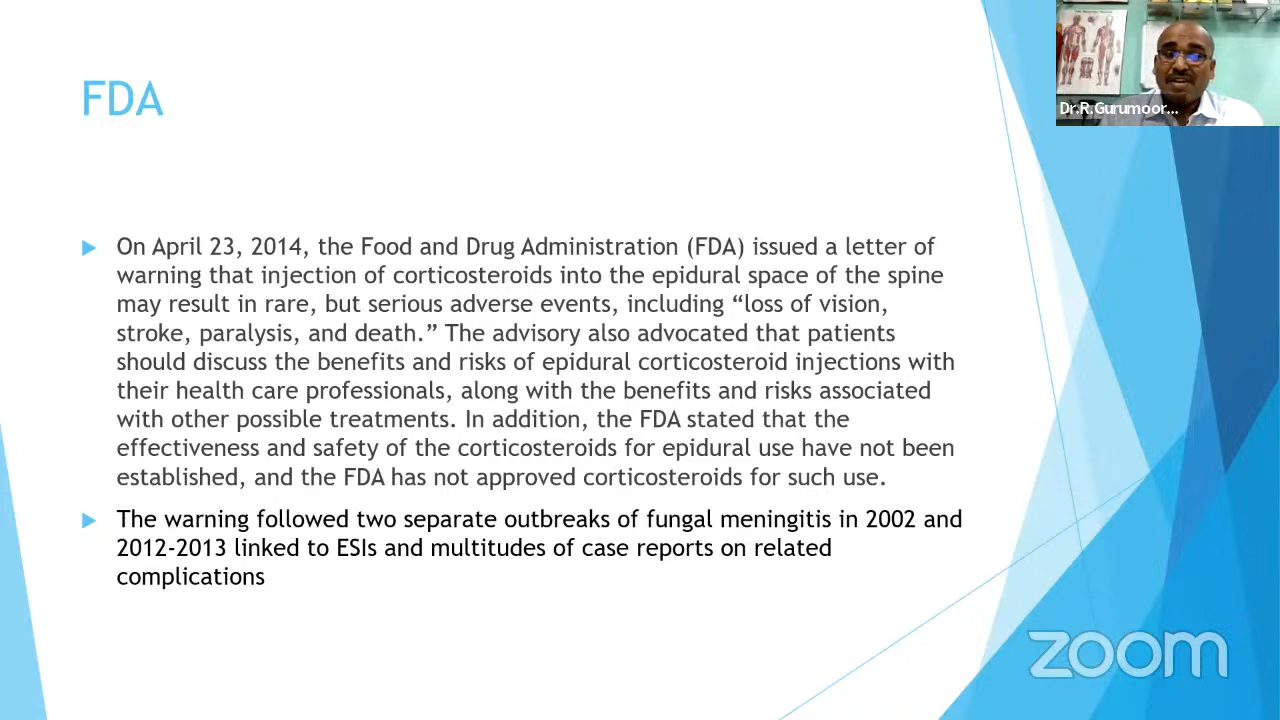 FDA
Dr.R.Gurumoor...
On April 23, 2014, the Food and Drug Administration (FDA) issued a letter of
warning that injection of corticosteroids into the epidural space of the spine
may result in rare, but serious adverse events, including “loss of vision,
stroke, paralysis, and death.” The advisory also advocated that patients
should discuss the benefits and risks of epidural corticosteroid injections with
their health care professionals, along with the benefits and risks associated
with other possible treatments. In addition, the FDA stated that the
effectiveness and safety of the corticosteroids for epidural use have not been
established, and the FDA has not approved corticosteroids for such use.
The warning followed two separate outbreaks of fungal meningitis in 2002 and
2012-2013 linked to ESIs and multitudes of case reports on related
complications
zoom